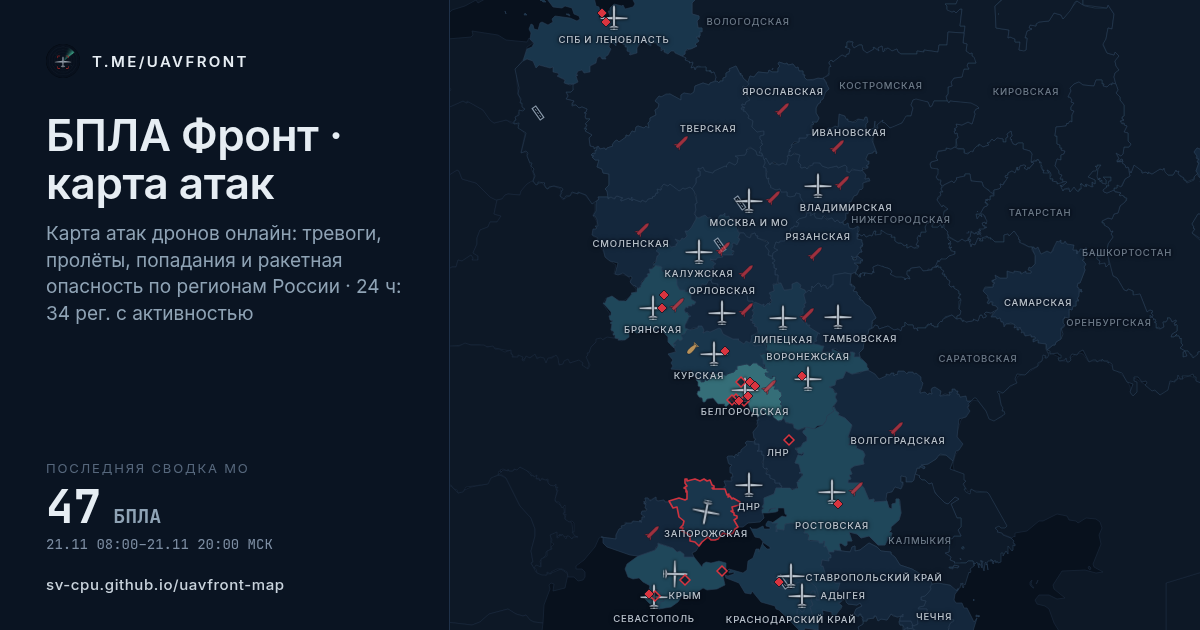 T.ME/UAVFRONT
БПЛА Фронт ·
карта атак
Карта атак дронов онлайн: тревоги,
пролёты, попадания и ракетная
опасность по регионам России · 24 ч:
34 рег. с активностью
ПОСЛЕДНЯЯ СВОДКА МО
47 БПЛА
21.11 08:00–21.11 20:00 МСК
sv-cpu.github.io/uavfront-map
ВОЛОГОДСКАЯ
СПБ И ЛЕНОБЛАСТЬ
КОСТРОМСКАЯ
ЯРОСЛАВСКАЯ
КИРОВСКАЯ
ТВЕРСКАЯ
ИВАНОВСКАЯ
ВЛАДИМИРСКАЯ
ТАТАРСТАН
НИЖЕГОРОДСКАЯ
МОСКВА И МО
РЯЗАНСКАЯ
СМОЛЕНСКАЯ
БАШКОРТОСТАН
КАЛУЖСКАЯ
ОРЛОВСКАЯ
САМАРСКАЯ
ОРЕНБУРГСКАЯ
БРЯНСКАЯ
ЛИПЕЦКАЯ
ТАМБОВСКАЯ
ВОРОНЕЖСКАЯ
САРАТОВСКАЯ
КУРСКАЯ
БЕЛГОРОДСКАЯ
ВОЛГОГРАДСКАЯ
ЛНР
ДНР
РОСТОВСКАЯ
ЗАПОРОЖСКАЯ
КАЛМЫКИЯ
СТАВРОПОЛЬСКИЙ КРАЙ
КРЫМ
АДЫГЕЯ
СЕВАСТОПОЛЬ
КРАСНОДАРСКИЙ КРАЙ
ЧЕЧНЯ